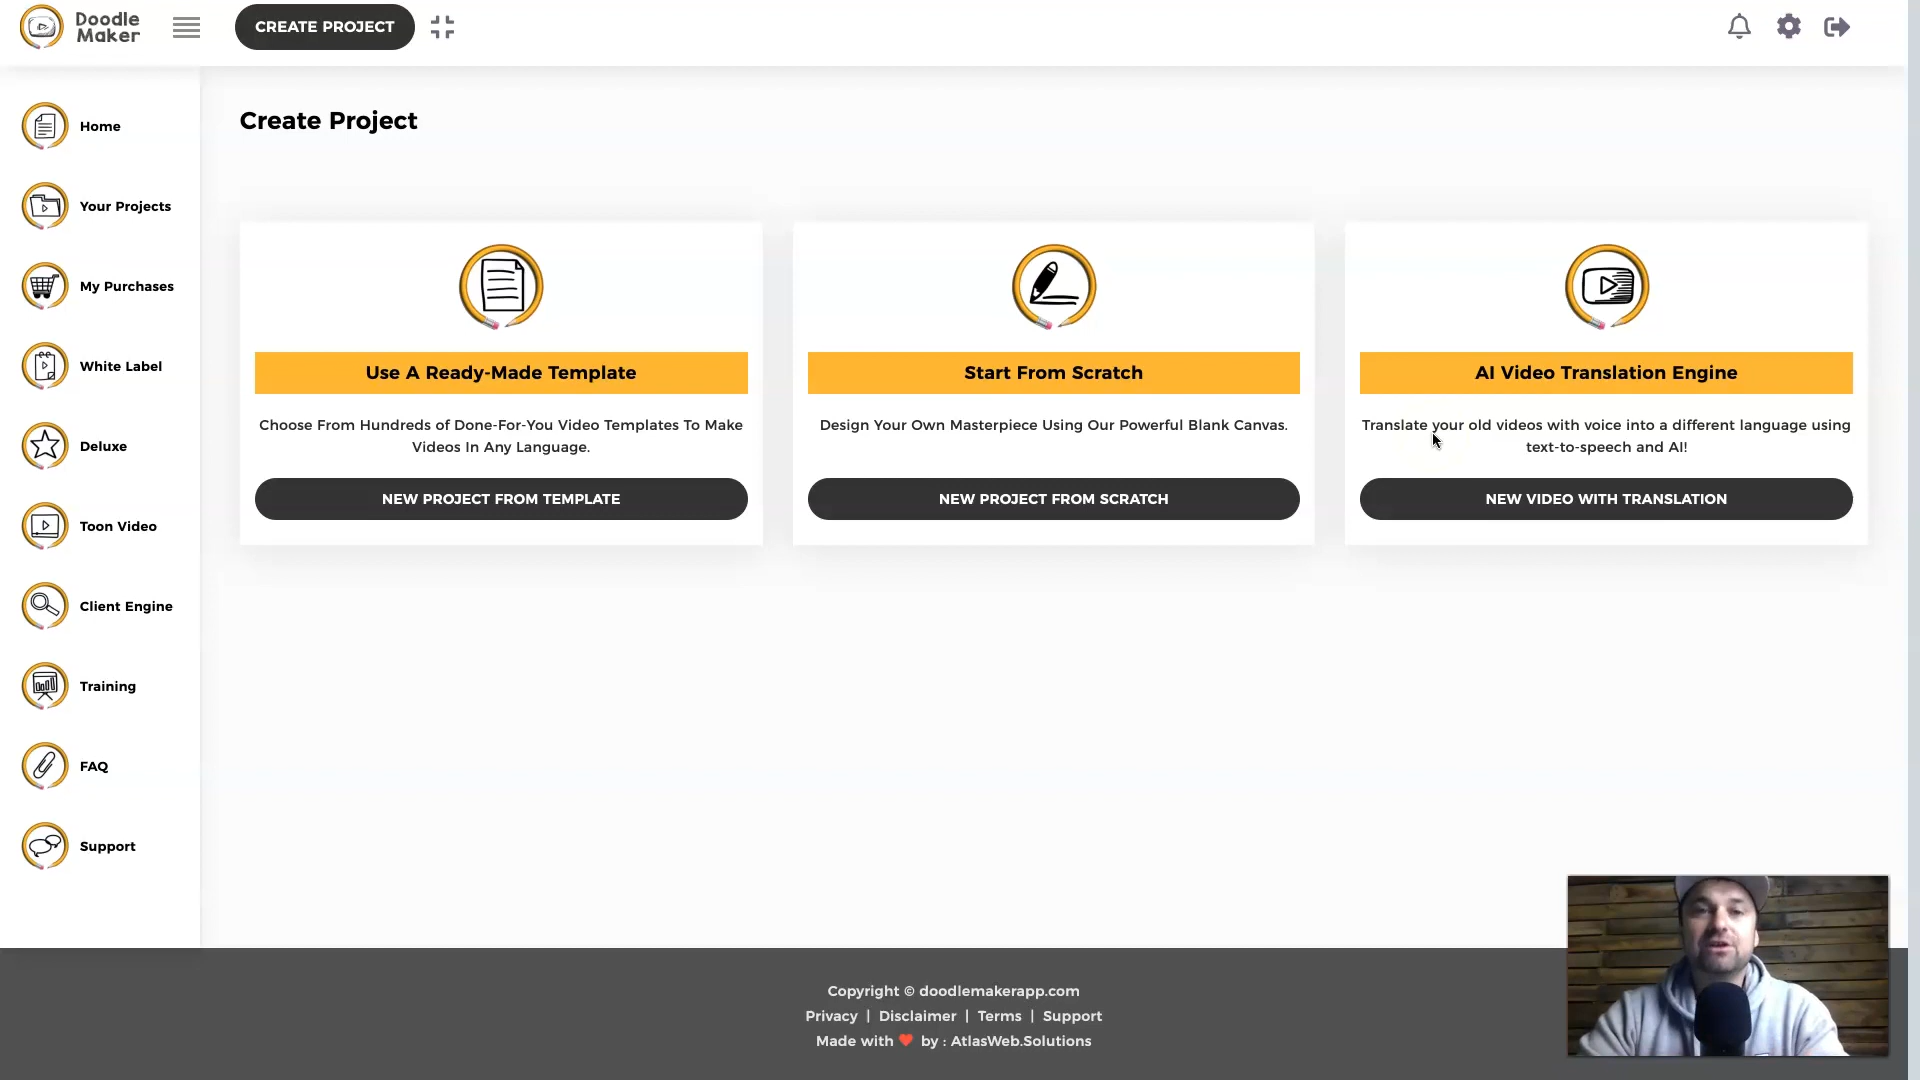 Doodle
Maker
CREATE PROJECT
Home
Your Projects
My Purchases
White Label
Deluxe
Toon Video
Client Engine
Training
FAQ
Support
Create Project
Use A Ready-Made Template
Choose From Hundreds of Done-For-You Video Templates To Make
Videos In Any Language.
NEW PROJECT FROM TEMPLATE
Start From Scratch
Design Your Own Masterpiece Using Our Powerful Blank Canvas.
NEW PROJECT FROM SCRATCH
AI Video Translation Engine
Translate your old videos with voice into a different language using
text-to-speech and AI!
NEW VIDEO WITH TRANSLATION
Copyright © doodlemakerapp.com
Privacy | Disclaimer | Terms | Support
Made with ❤ by : AtlasWeb.Solutions